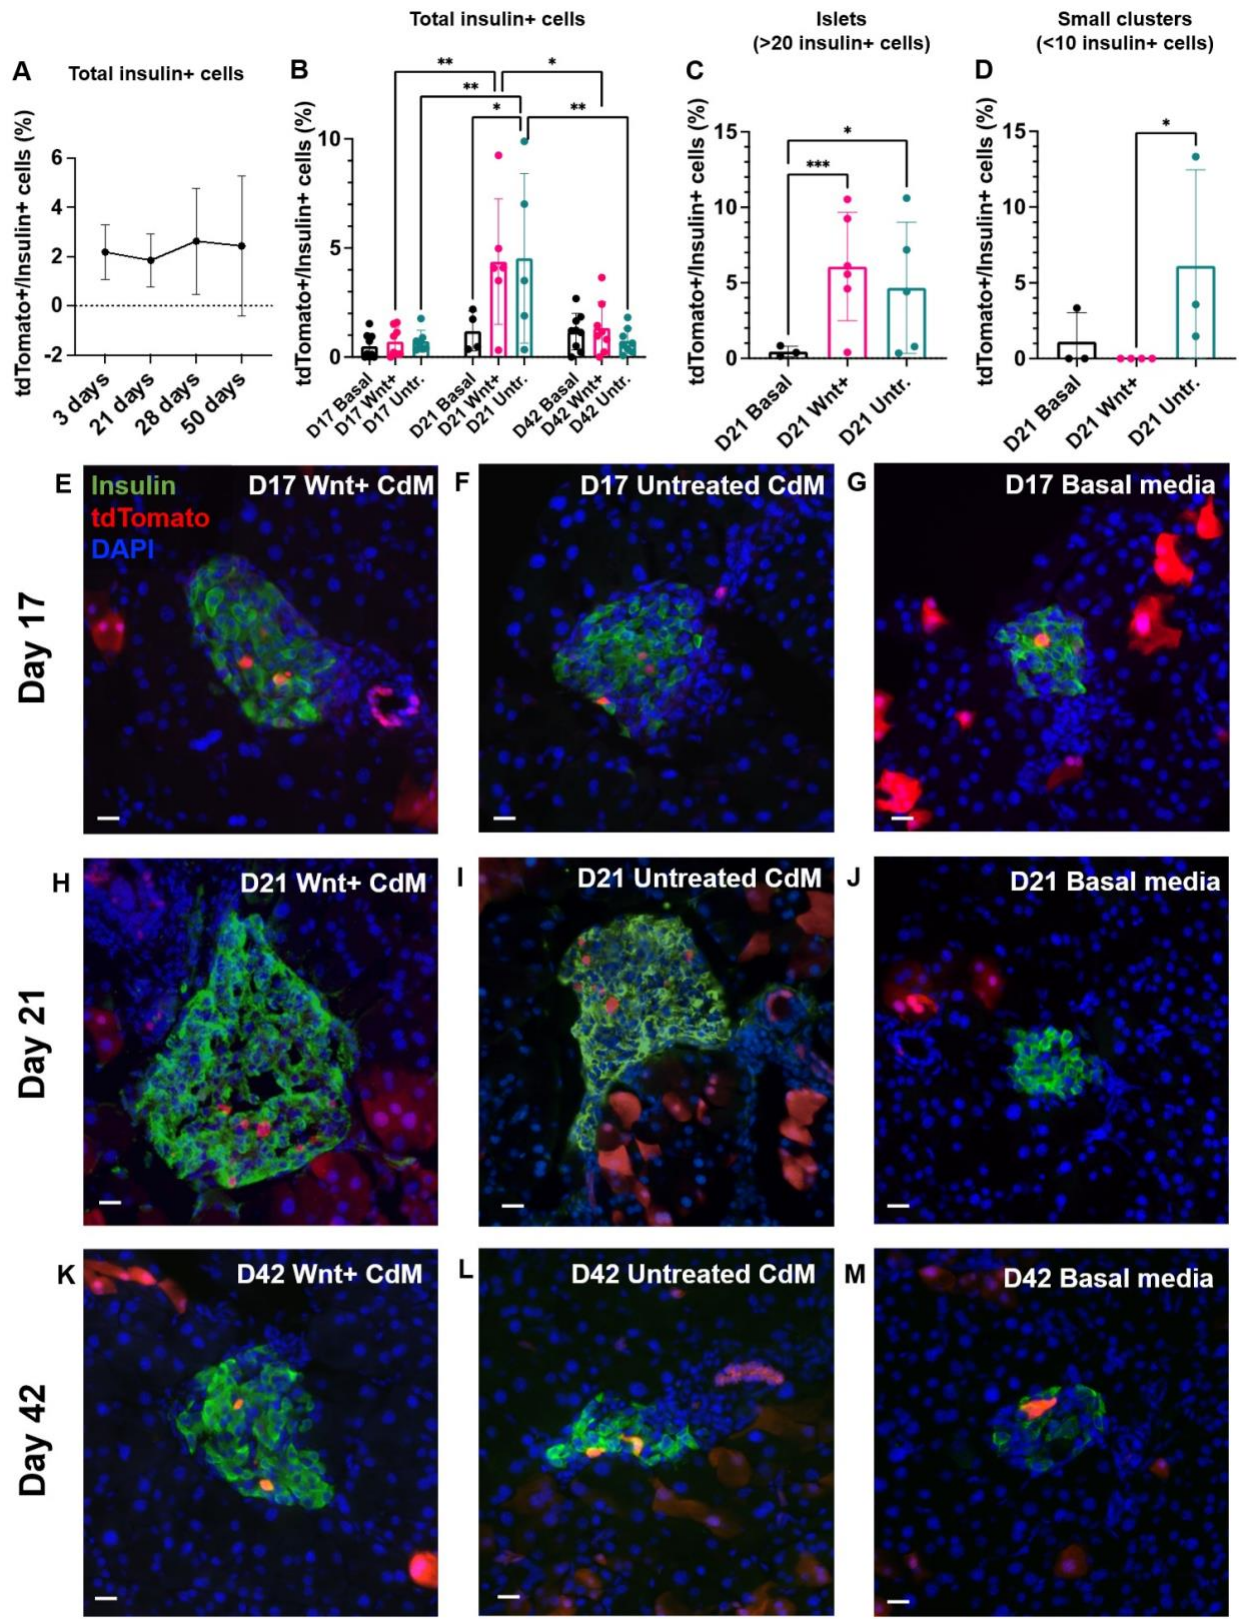 Total insulin+ cells
Islets
(>20 insulin+ cells)
Small clusters
(<10 insulin+ cells)
A
Total insulin+ cells
tdTomato+/Insulin+ cells (%)
6
4
2
0
-2
3 days
21 days
28 days
50 days
B
tdTomato+/Insulin+ cells (%)
10
5
0
**
*
**
*
**
D17 Basal
D17 Wnt+
D17 Untr.
D21 Basal
D21 Wnt+
D21 Untr.
D42 Basal
D42 Wnt+
D42 Untr.
C
tdTomato+/Insulin+ cells (%)
15
10
5
0
*
***
D21 Basal
D21 Wnt+
D21 Untr.
D
tdTomato+/Insulin+ cells (%)
15
10
5
0
*
D21 Basal
D21 Wnt+
D21 Untr.
Day 17
E
Insulin
tdTomato
DAPI
D17 Wnt+ CdM
F
D17 Untreated CdM
G
D17 Basal media
Day 21
H
D21 Wnt+ CdM
I
D21 Untreated CdM
J
D21 Basal media
Day 42
K
D42 Wnt+ CdM
L
D42 Untreated CdM
M
D42 Basal media